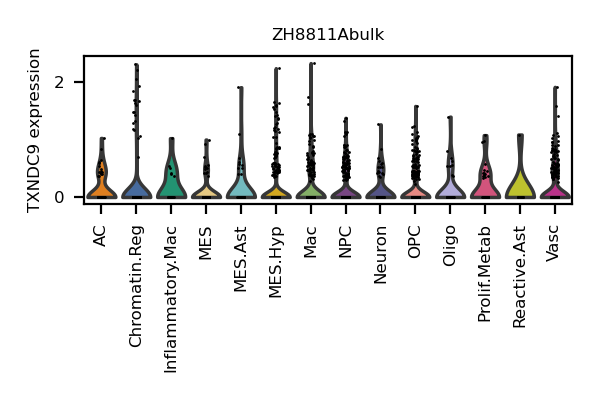 ZH8811Abulk
TXNDC9 expression
2
0
AC
Chromatin.Reg
Inflammatory.Mac
MES
MES.Ast
MES.Hyp
Mac
NPC
Neuron
OPC
Oligo
Prolif.Metab
Reactive.Ast
Vasc